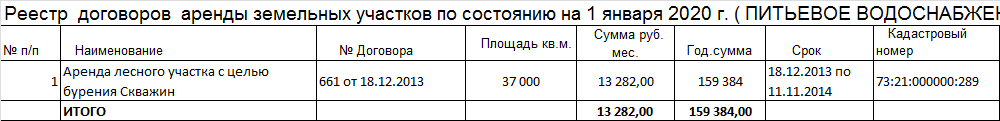 Реестр договоров аренды земельных участков по состоянию на 1 января 2020 г. ( ПИТЬЕВОЕ ВОДОСНАБЖЕН
№ п/п Наименование № Договора Площадь кв.м. Сумма руб. мес. Год.сумма Срок Кадастровый номер
1 Аренда лесного участка с целью бурения Скважин 661 от 18.12.2013 37 000 13 282,00 159 384 18.12.2013 по 11.11.2014 73:21:000000:289
ИТОГО 13 282,00 159 384,00